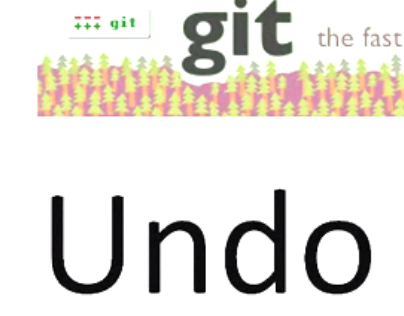 --- git
+++
git the fast
Undo